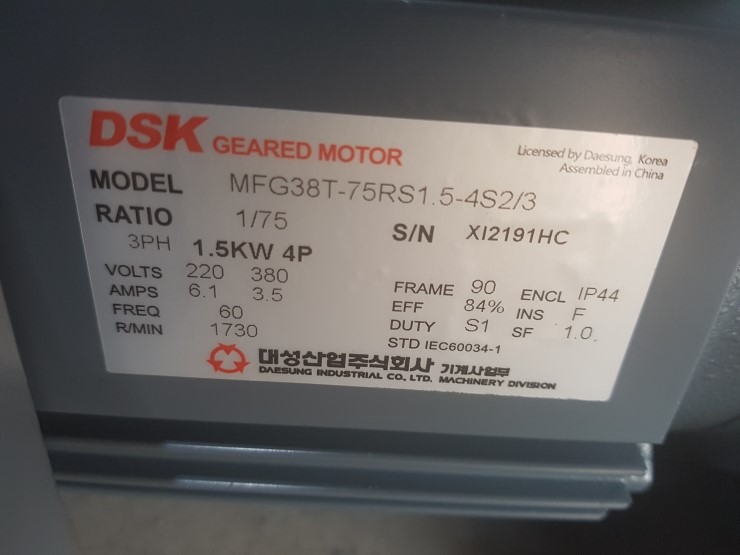 DSK GEARED MOTOR
Licensed by Daesung, Korea
Assembled in China
MODEL MFG38T-75RS1.5-4S2/3
RATIO 1/75
S/N XI2191HC
3PH 1.5KW 4P
VOLTS 220 380
AMPS 6.1 3.5
FREQ 60
R/MIN 1730
FRAME 90 ENCL IP44
EFF 84% INS F
DUTY S1 SF 1.0.
STD IEC60034-1
대성산업주식회사 기계사업부
DAESUNG INDUSTRIAL CO., LTD. MACHINERY DIVISION